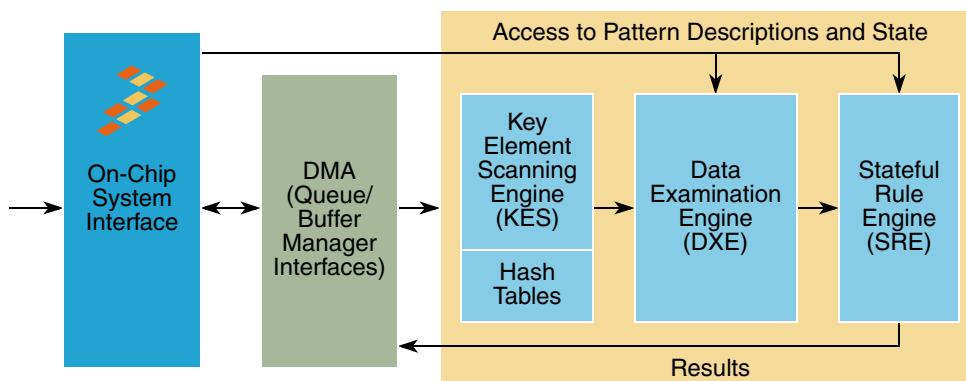 Access to Pattern Descriptions and State
On-Chip
System
Interface
DMA
(Queue/
Buffer
Manager
Interfaces)
Key
Element
Scanning
Engine
(KES)
Hash
Tables
Data
Examination
Engine
(DXE)
Stateful
Rule
Engine
(SRE)
Results